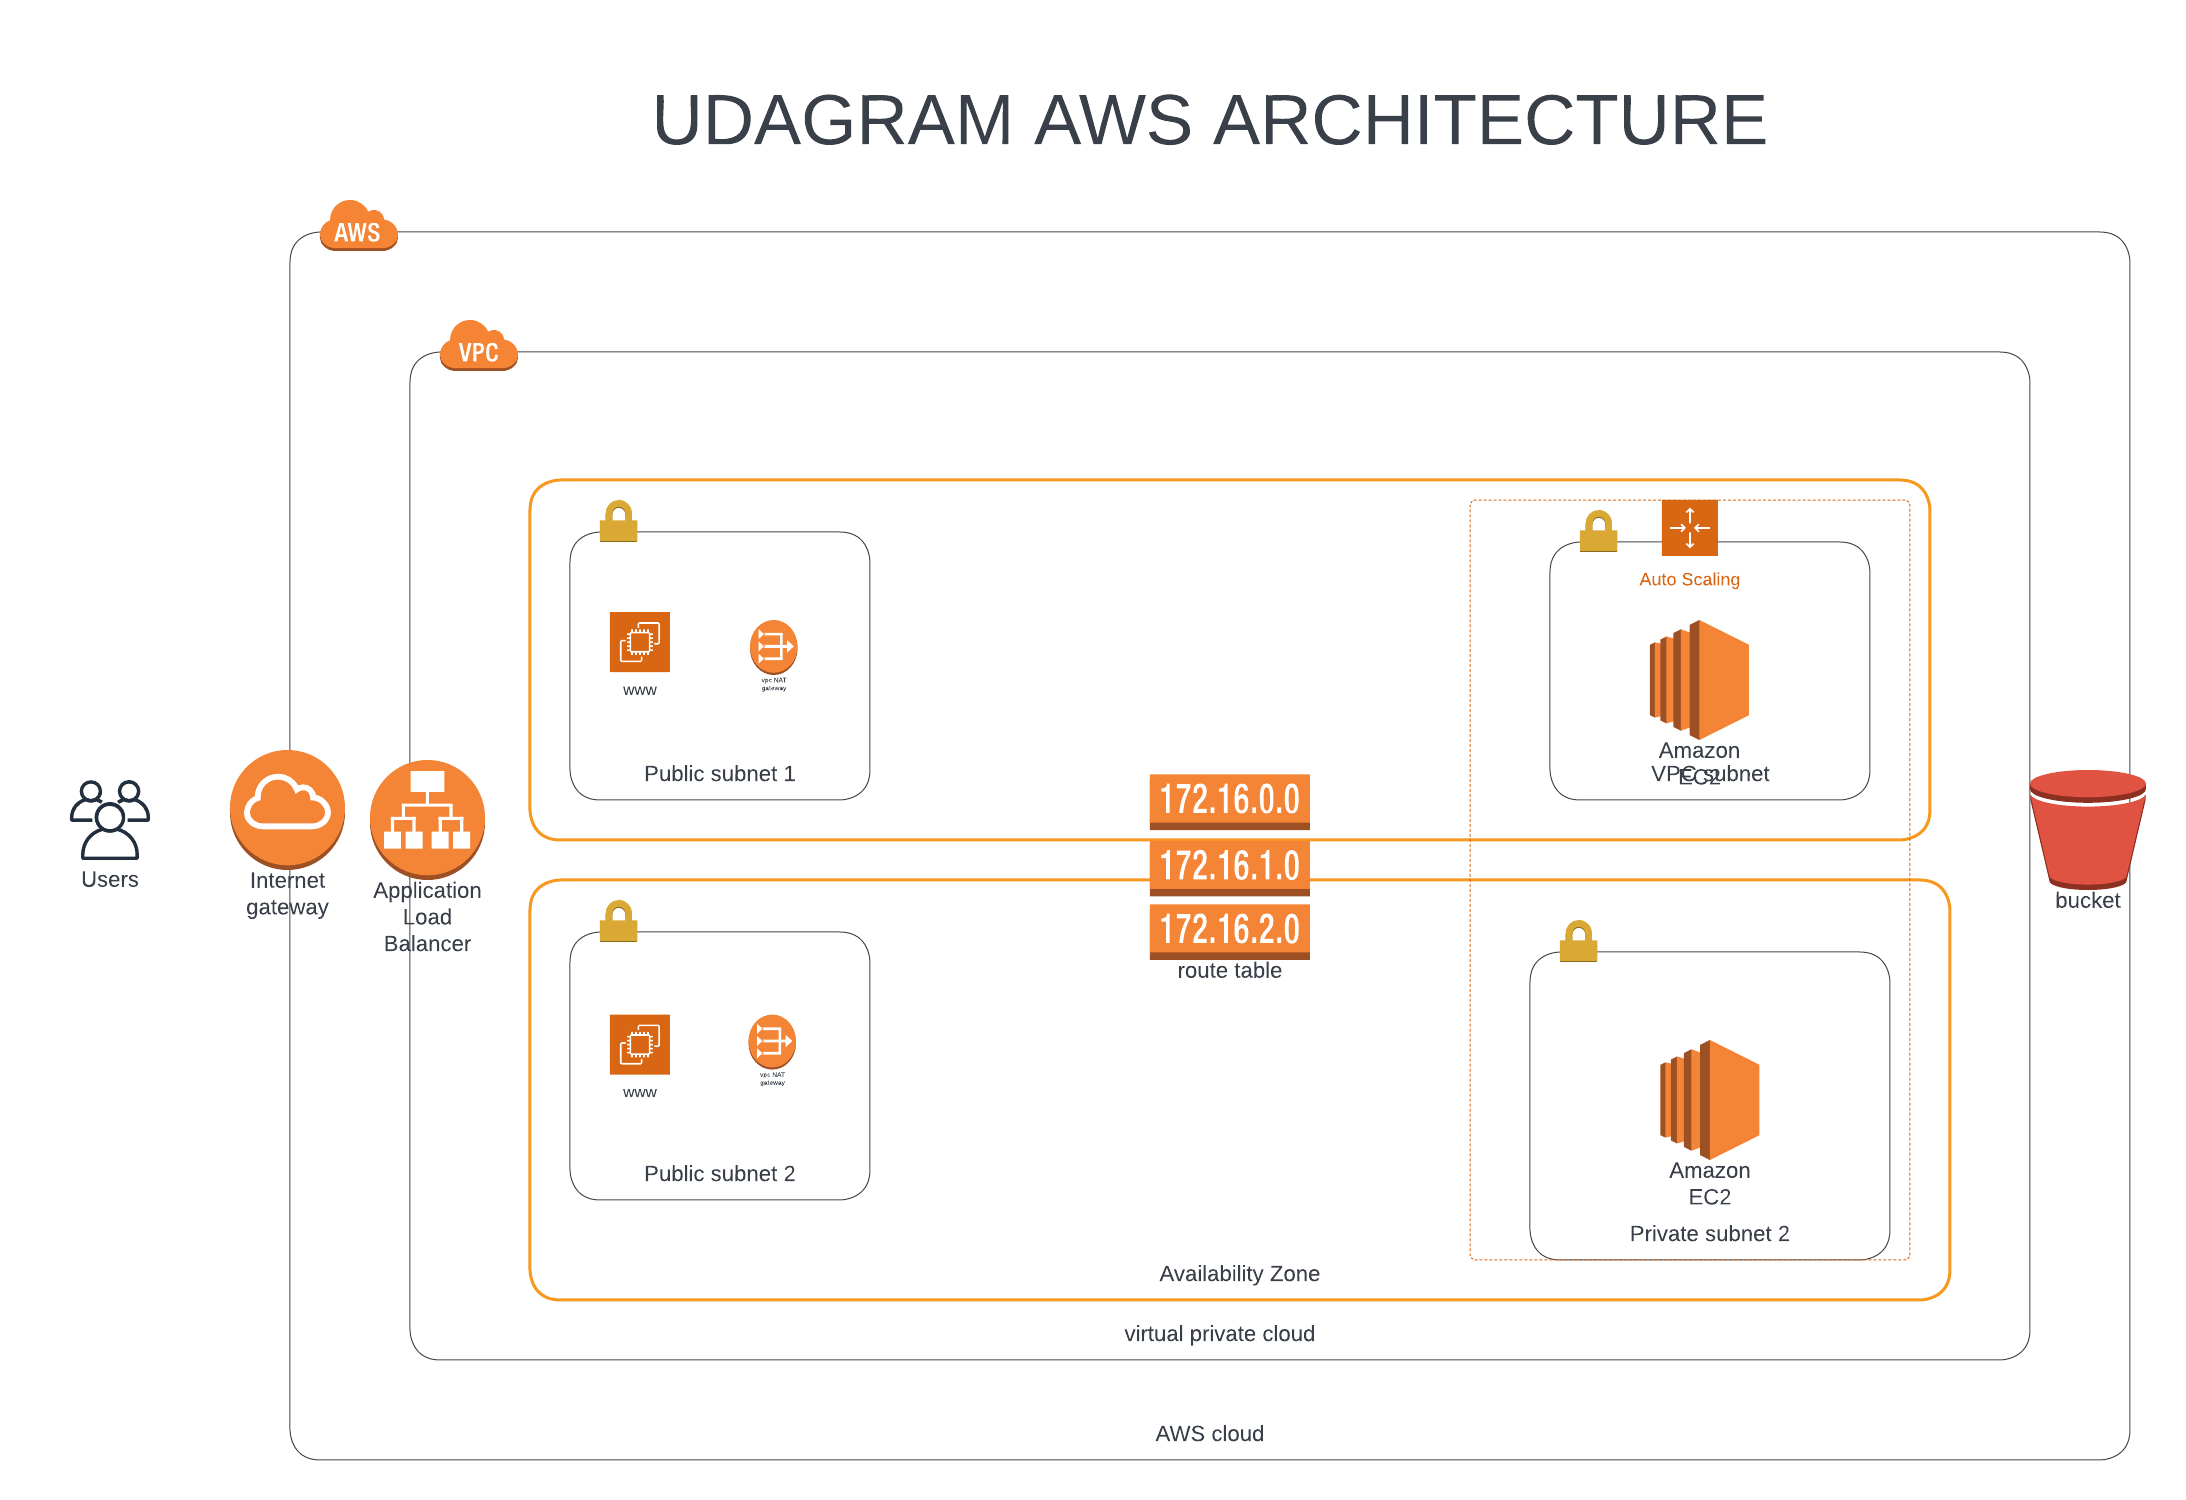 UDAGRAM AWS ARCHITECTURE
AWS
VPC
Auto Scaling
www
vpc NAT
gateway
Public subnet 1
Amazon
EC2
VPC subnet
172.16.0.0
172.16.1.0
172.16.2.0
route table
Users
Internet
gateway
Application
Load
Balancer
bucket
www
vpc NAT
gateway
Public subnet 2
Amazon
EC2
Private subnet 2
Availability Zone
virtual private cloud
AWS cloud